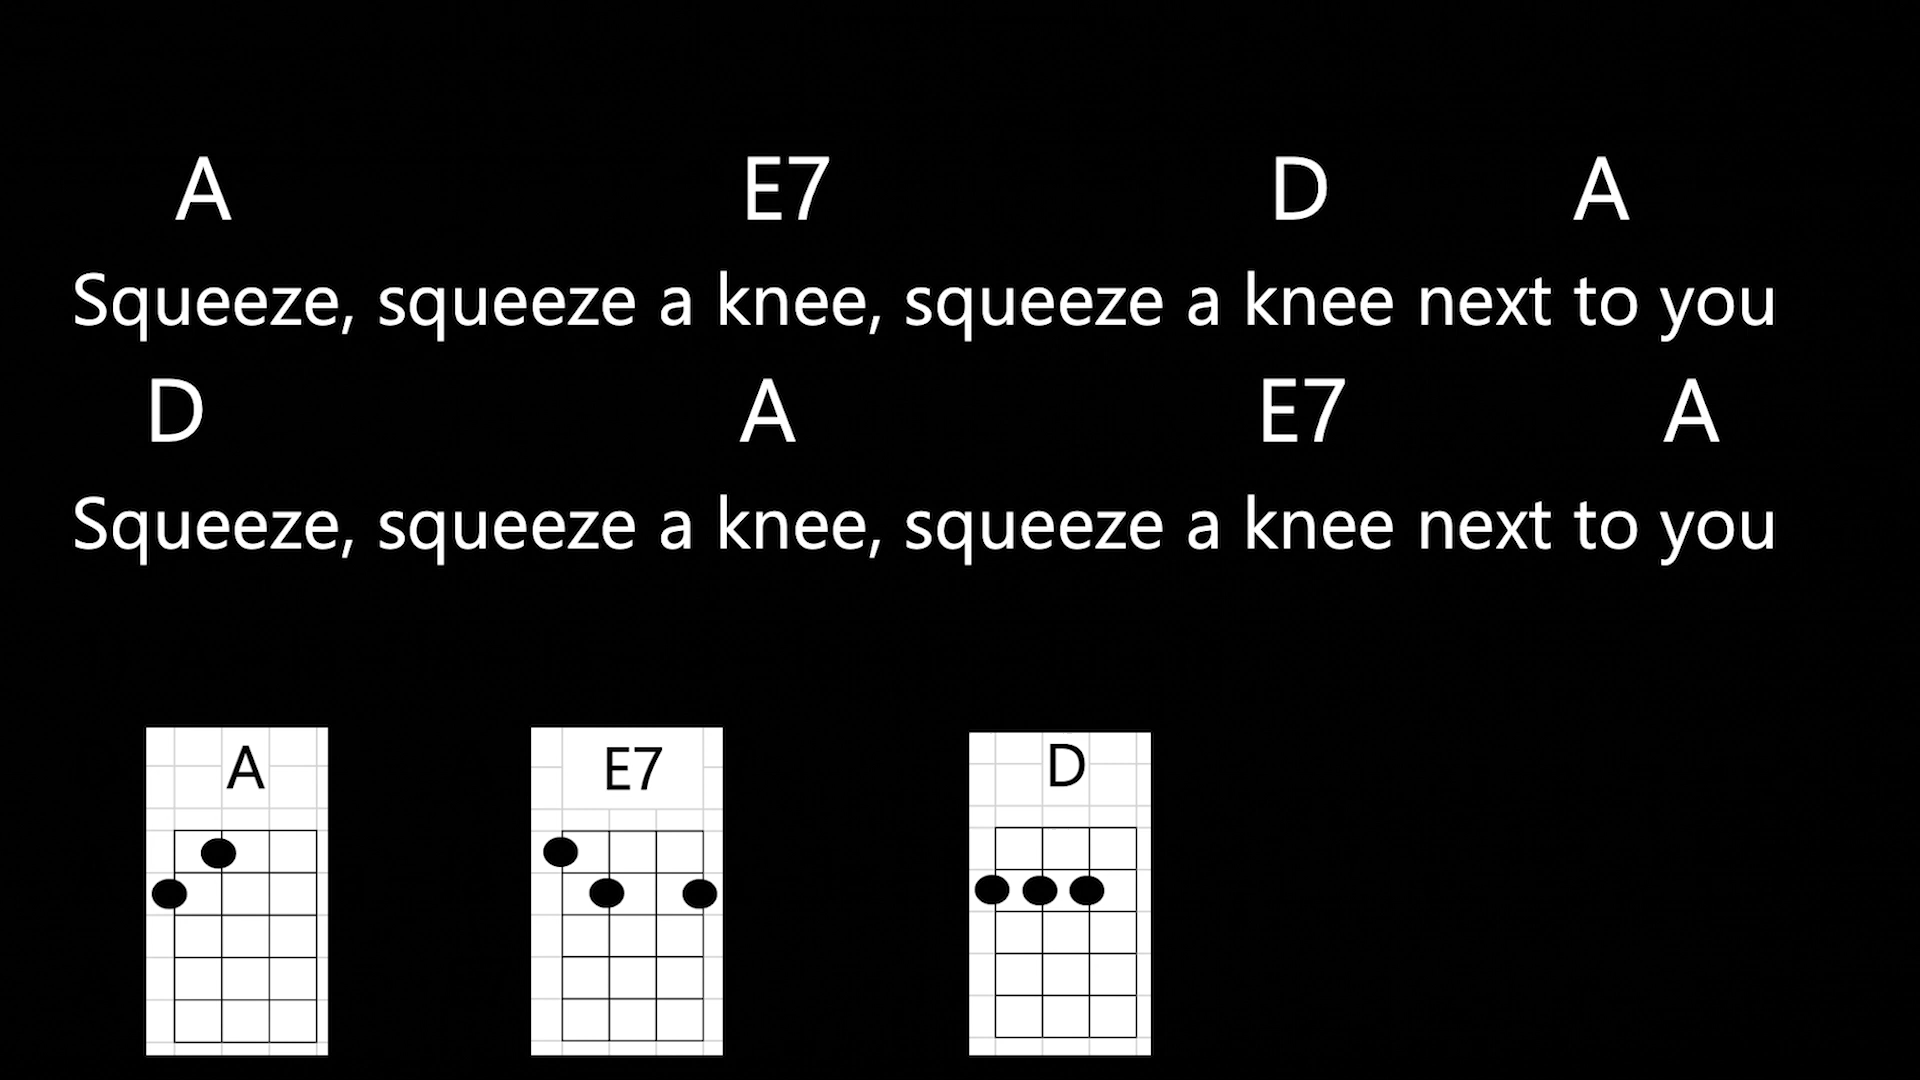 A E7 D A
Squeeze, squeeze a knee, squeeze a knee next to you
D A E7 A
Squeeze, squeeze a knee, squeeze a knee next to you
A E7 D